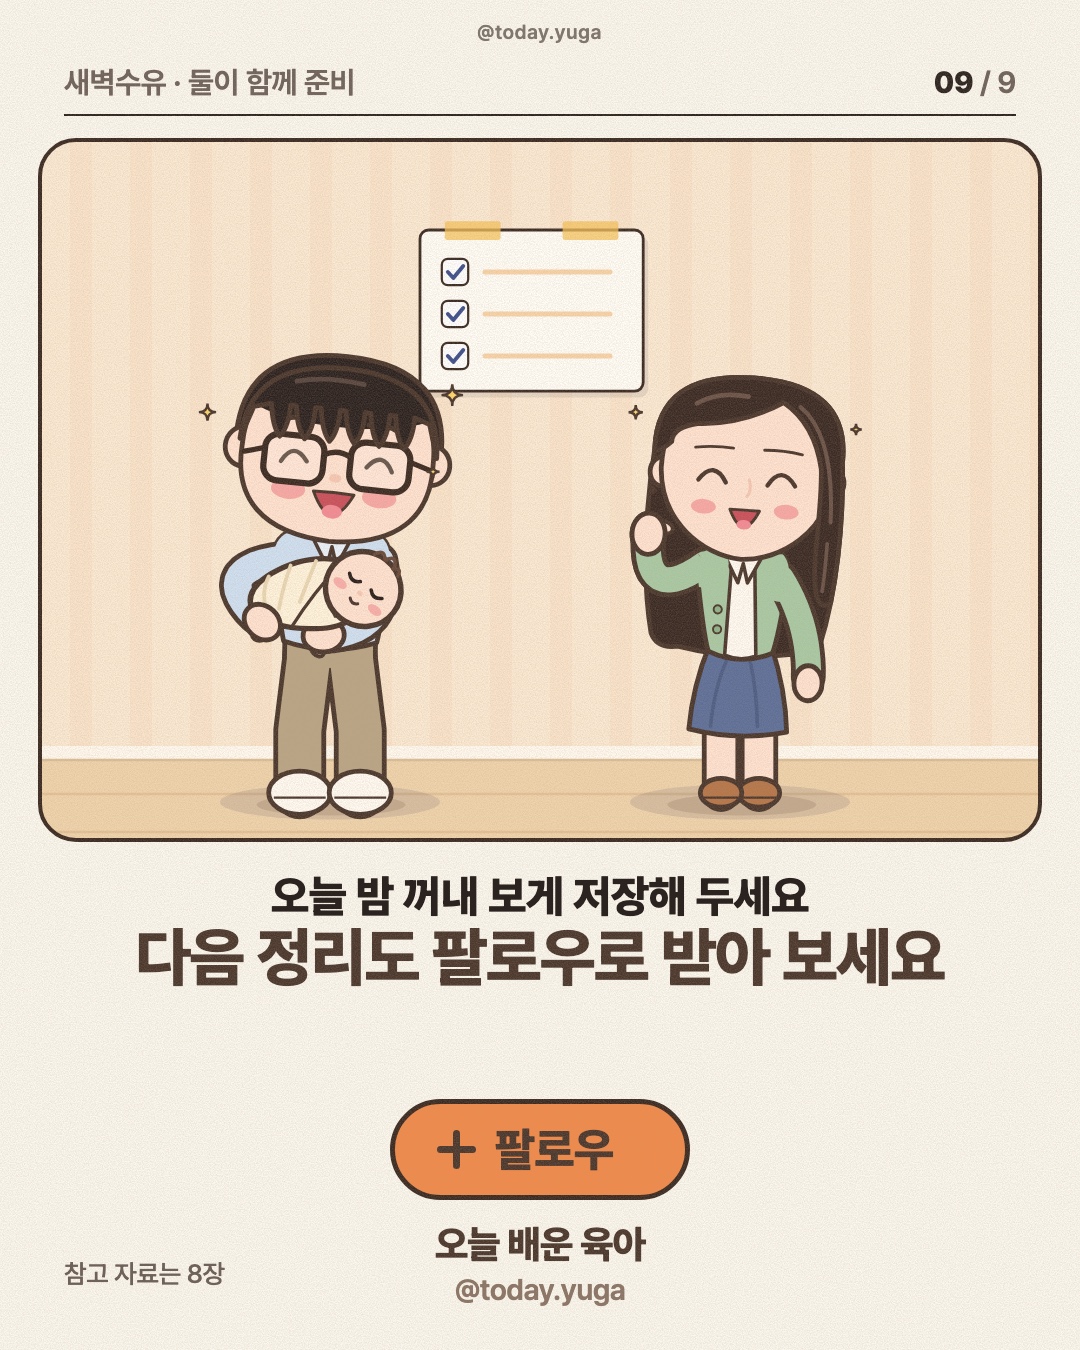 @today.yuga
새벽수유 · 둘이 함께 준비
09 / 9
오늘 밤 꺼내 보게 저장해 두세요
다음 정리도 팔로우로 받아 보세요
+ 팔로우
오늘 배운 육아
참고 자료는 8장
@today.yuga